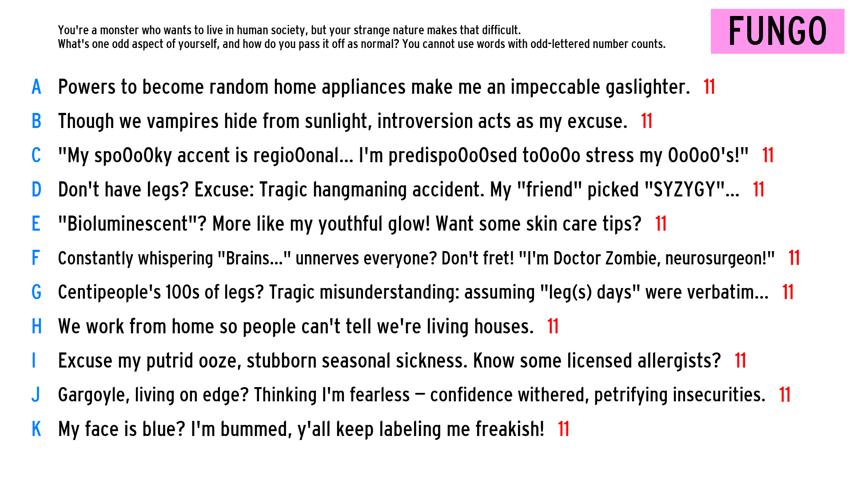 You're a monster who wants to live in human society, but your strange nature makes that difficult.
What's one odd aspect of yourself, and how do you pass it off as normal? You cannot use words with odd-lettered number counts.
FUNGO
A Powers to become random home appliances make me an impeccable gaslighter. 11
B Though we vampires hide from sunlight, introversion acts as my excuse. 11
C "My spoOoOky accent is regioOonal... I'm predispoOoOsed toOoOo stress my OoOoO's!" 11
D Don't have legs? Excuse: Tragic hangmaning accident. My "friend" picked "SYZYGY"... 11
E "Bioluminescent"? More like my youthful glow! Want some skin care tips? 11
F Constantly whispering "Brains..." unnerves everyone? Don't fret! "I'm Doctor Zombie, neurosurgeon!" 11
G Centipeople's 100s of legs? Tragic misunderstanding: assuming "leg(s) days" were verbatim... 11
H We work from home so people can't tell we're living houses. 11
I Excuse my putrid ooze, stubborn seasonal sickness. Know some licensed allergists? 11
J Gargoyle, living on edge? Thinking I'm fearless – confidence withered, petrifying insecurities. 11
K My face is blue? I'm bummed, y'all keep labeling me freakish! 11